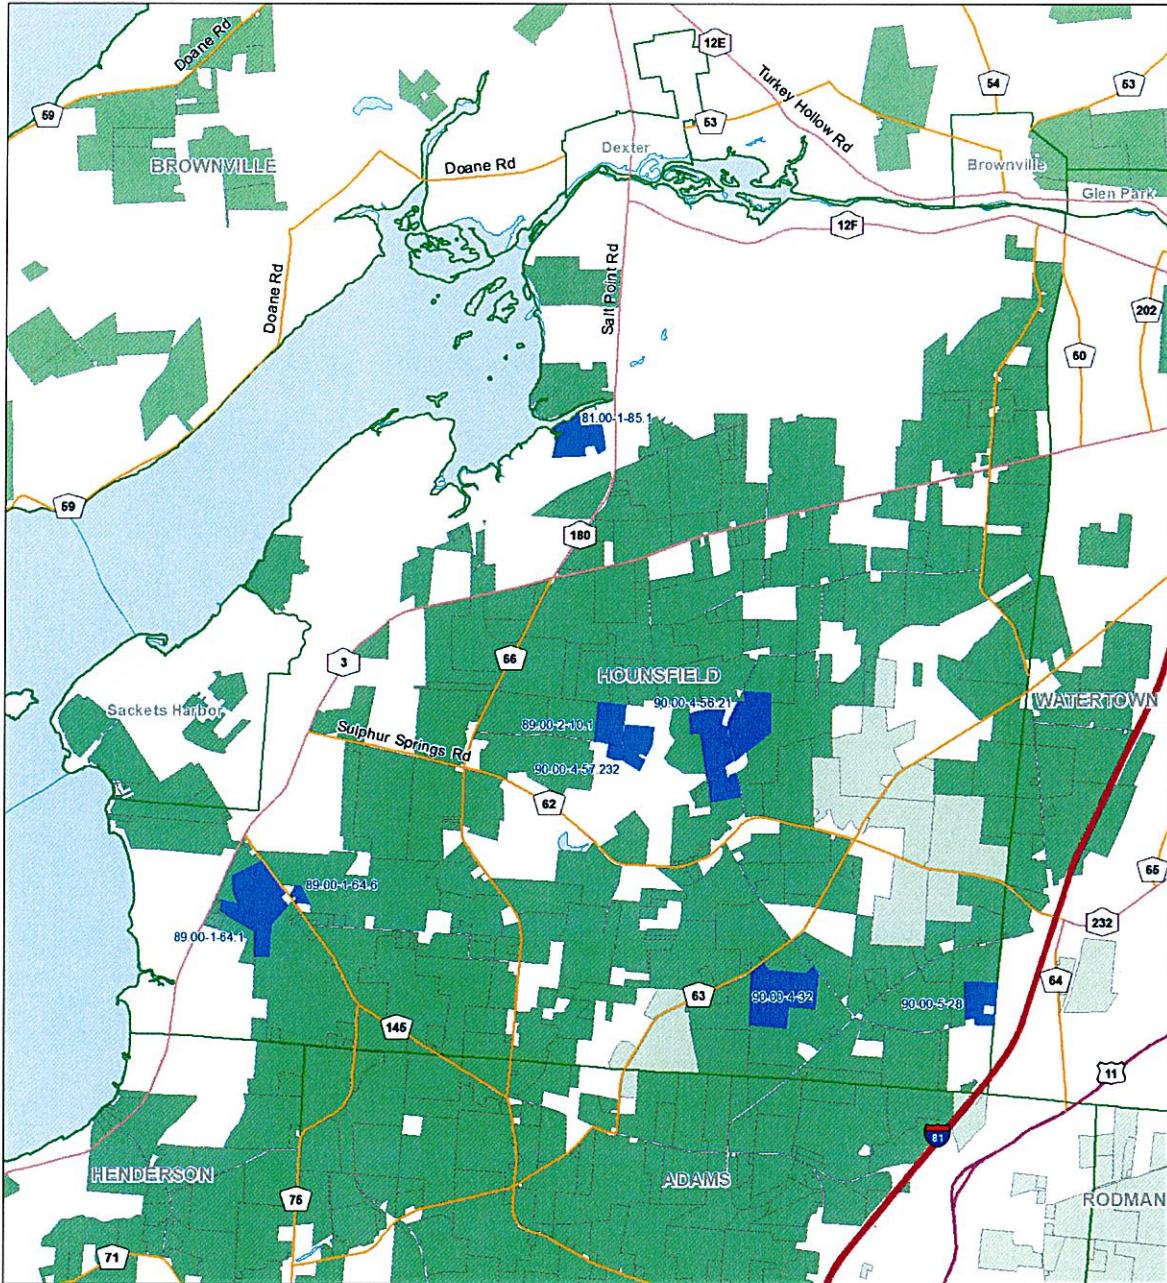 12E
Doane Rd
54
53
59
Turkey Hollow Rd
53
BROWNVILLE
Dexter
Doane Rd
Brownville
Glen Park
12F
Doane Rd
Salt Point Rd
202
60
81.00-1-85.1
59
180
3
66
HOUNSFIELD
Sackets Harbor
89.00-2-10.1
90.00-4-56.21
WATERTOWN
Sulphur Springs Rd
90.00-4-57.232
62
65
89.00-1-64.6
232
89.00-1-64.1
64
63
90.00-4-32
90.00-5-28
145
11
81
HENDERSON
ADAMS
75
RODMAN
71